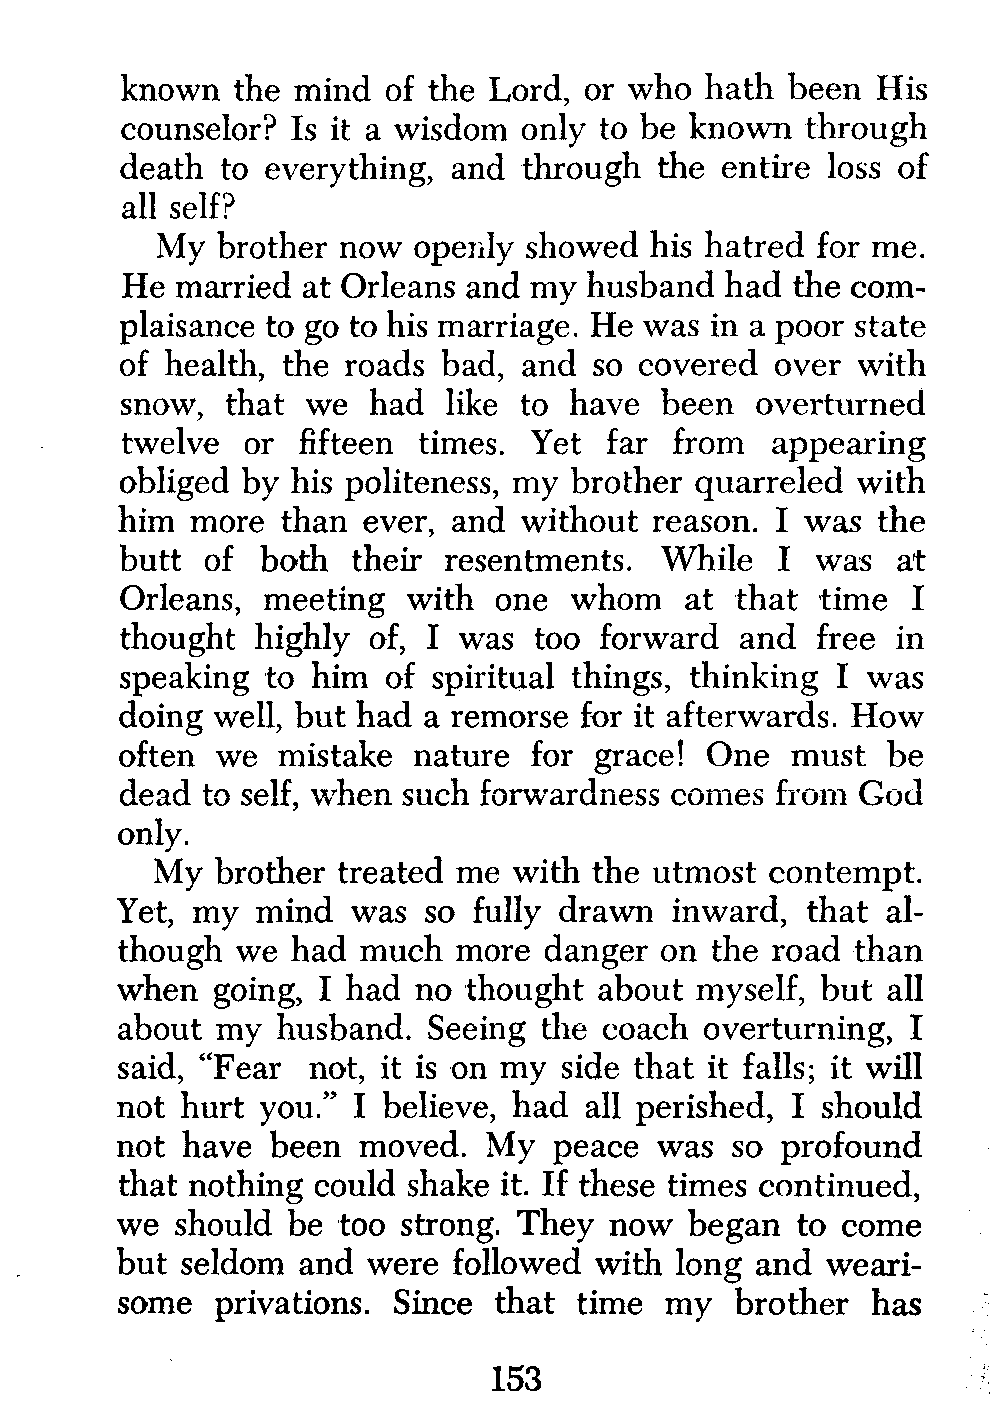 known the mind of the Lord, or who hath been His
counselor? Is it a wisdom only to be known through
death to everything, and through the entire loss of
all self?
My brother now openly showed his hatred for me.
He married at Orleans and my husband had the com-
plaisance to go to his marriage. He was in a poor state
of health, the roads bad, and so covered over with
snow, that we had like to have been overturned
twelve or fifteen times. Yet far from appearing
obliged by his politeness, my brother quarreled with
him more than ever, and without reason. I was the
butt of both their resentments. While I was at
Orleans, meeting with one whom at that time I
thought highly of, I was too forward and free in
speaking to him of spiritual things, thinking I was
doing well, but had a remorse for it afterwards. How
often we mistake nature for grace! One must be
dead to self, when such forwardness comes from God
only.
My brother treated me with the utmost contempt.
Yet, my mind was so fully drawn inward, that al-
though we had much more danger on the road than
when going, I had no thought about myself, but all
about my husband. Seeing the coach overturning, I
said, “Fear not, it is on my side that it falls; it will
not hurt you.” I believe, had all perished, I should
not have been moved. My peace was so profound
that nothing could shake it. If these times continued,
we should be too strong. They now began to come
but seldom and were followed with long and weari-
some privations. Since that time my brother has
153